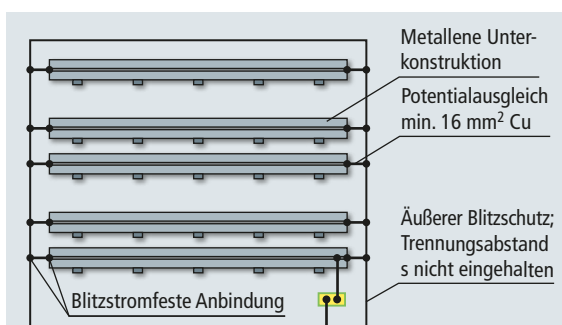 Metallene Unter-
konstruktion
Potentialausgleich
min. 16 mm² Cu
Äußerer Blitzschutz;
Trennungsabstand
s nicht eingehalten
Blitzstromfeste Anbindung